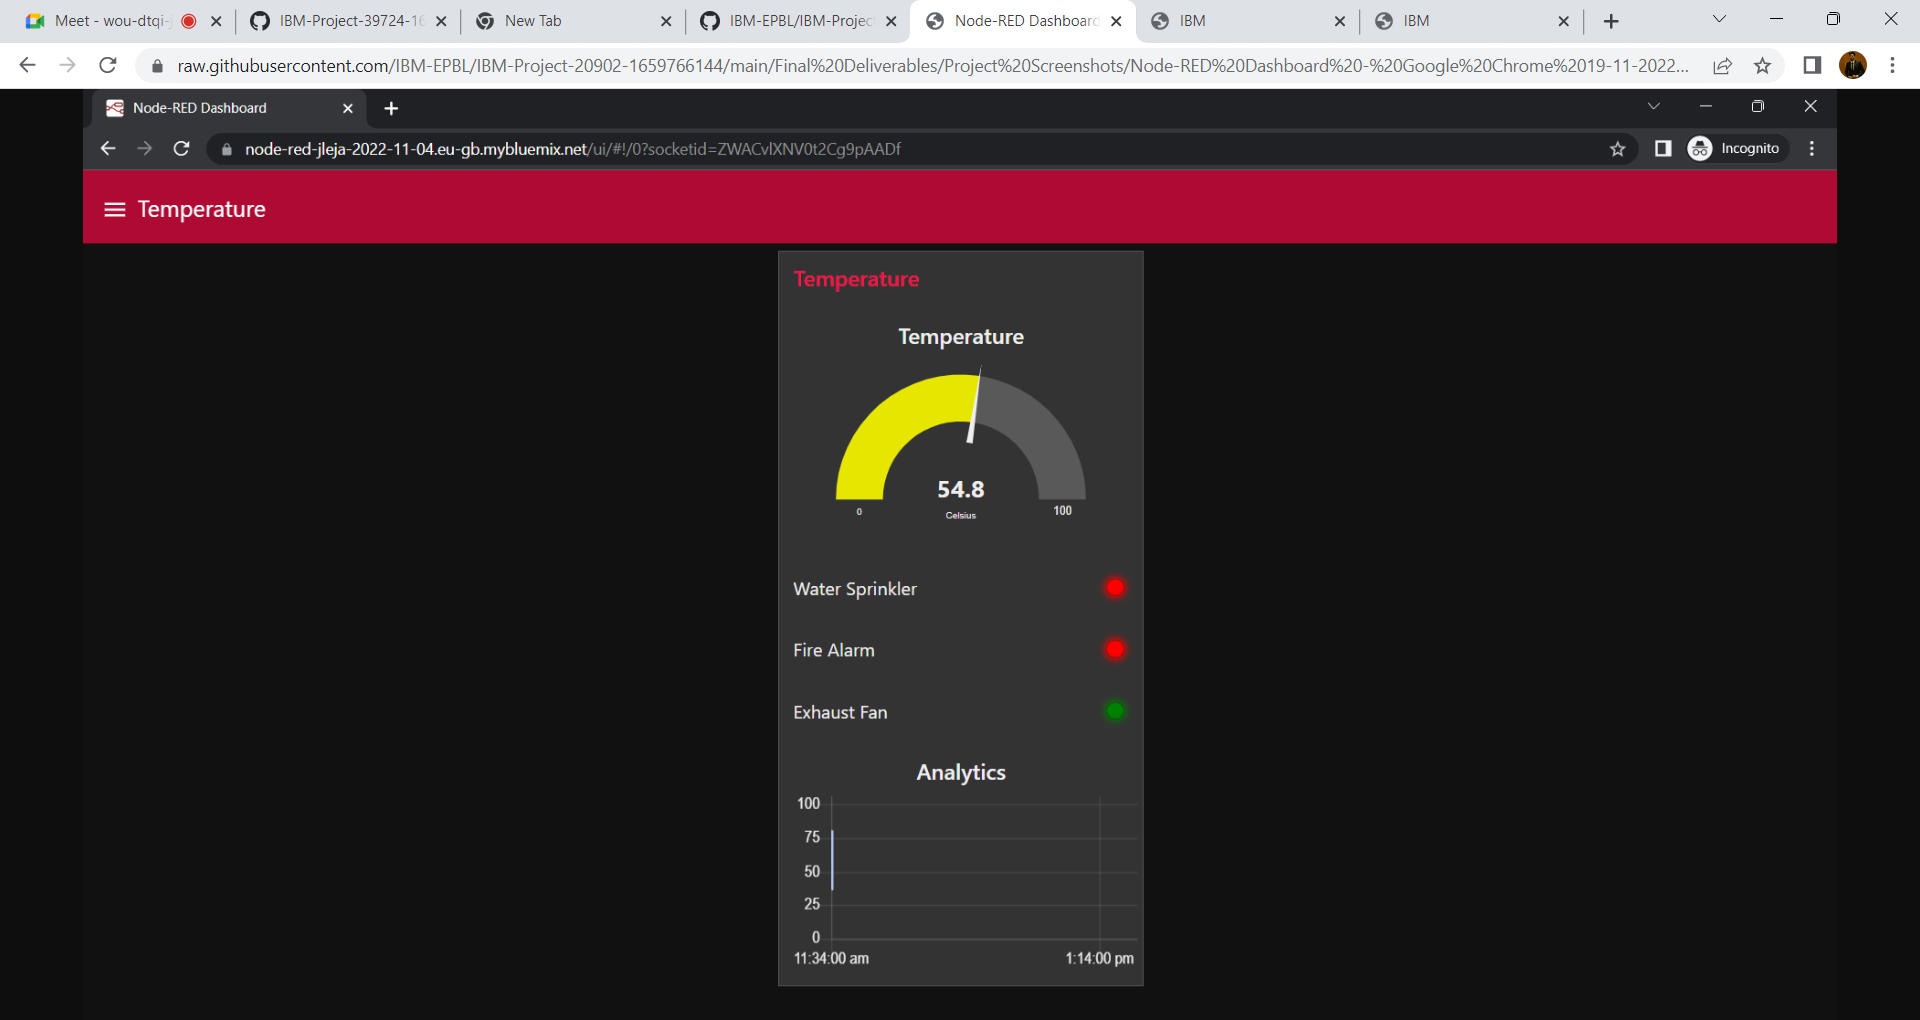 Meet - wou-dtqi-
IBM-Project-39724-16
New Tab
IBM-EPBL/IBM-Projec
Node-RED Dashboard
IBM
IBM
raw.githubusercontent.com/IBM-EPBL/IBM-Project-20902-1659766144/main/Final%20Deliverables/Project%20Screenshots/Node-RED%20Dashboard%20-%20Google%20Chrome%2019-11-2022...
Node-RED Dashboard
node-red-jleja-2022-11-04.eu-gb.mybluemix.net/ui/#!/0?socketid=ZWACvlXNV0t2Cg9pAADf
Incognito
Temperature
Temperature
Temperature
54.8
0
Celsius
100
Water Sprinkler
Fire Alarm
Exhaust Fan
Analytics
100
75
50
25
0
11:34:00 am
1:14:00 pm